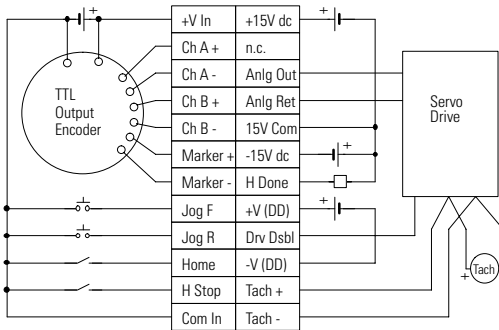 +V In +15V dc
Ch A + n.c.
Ch A - Anlg Out
Ch B + Anlg Ret
Ch B - 15V Com
Marker + -15V dc
Marker - H Done
Jog F +V (DD)
Jog R Drv Dsbl
Home -V (DD)
H Stop Tach +
Com In Tach -
TTL
Output
Encoder
Servo
Drive
Tach
+
+
+
+
+